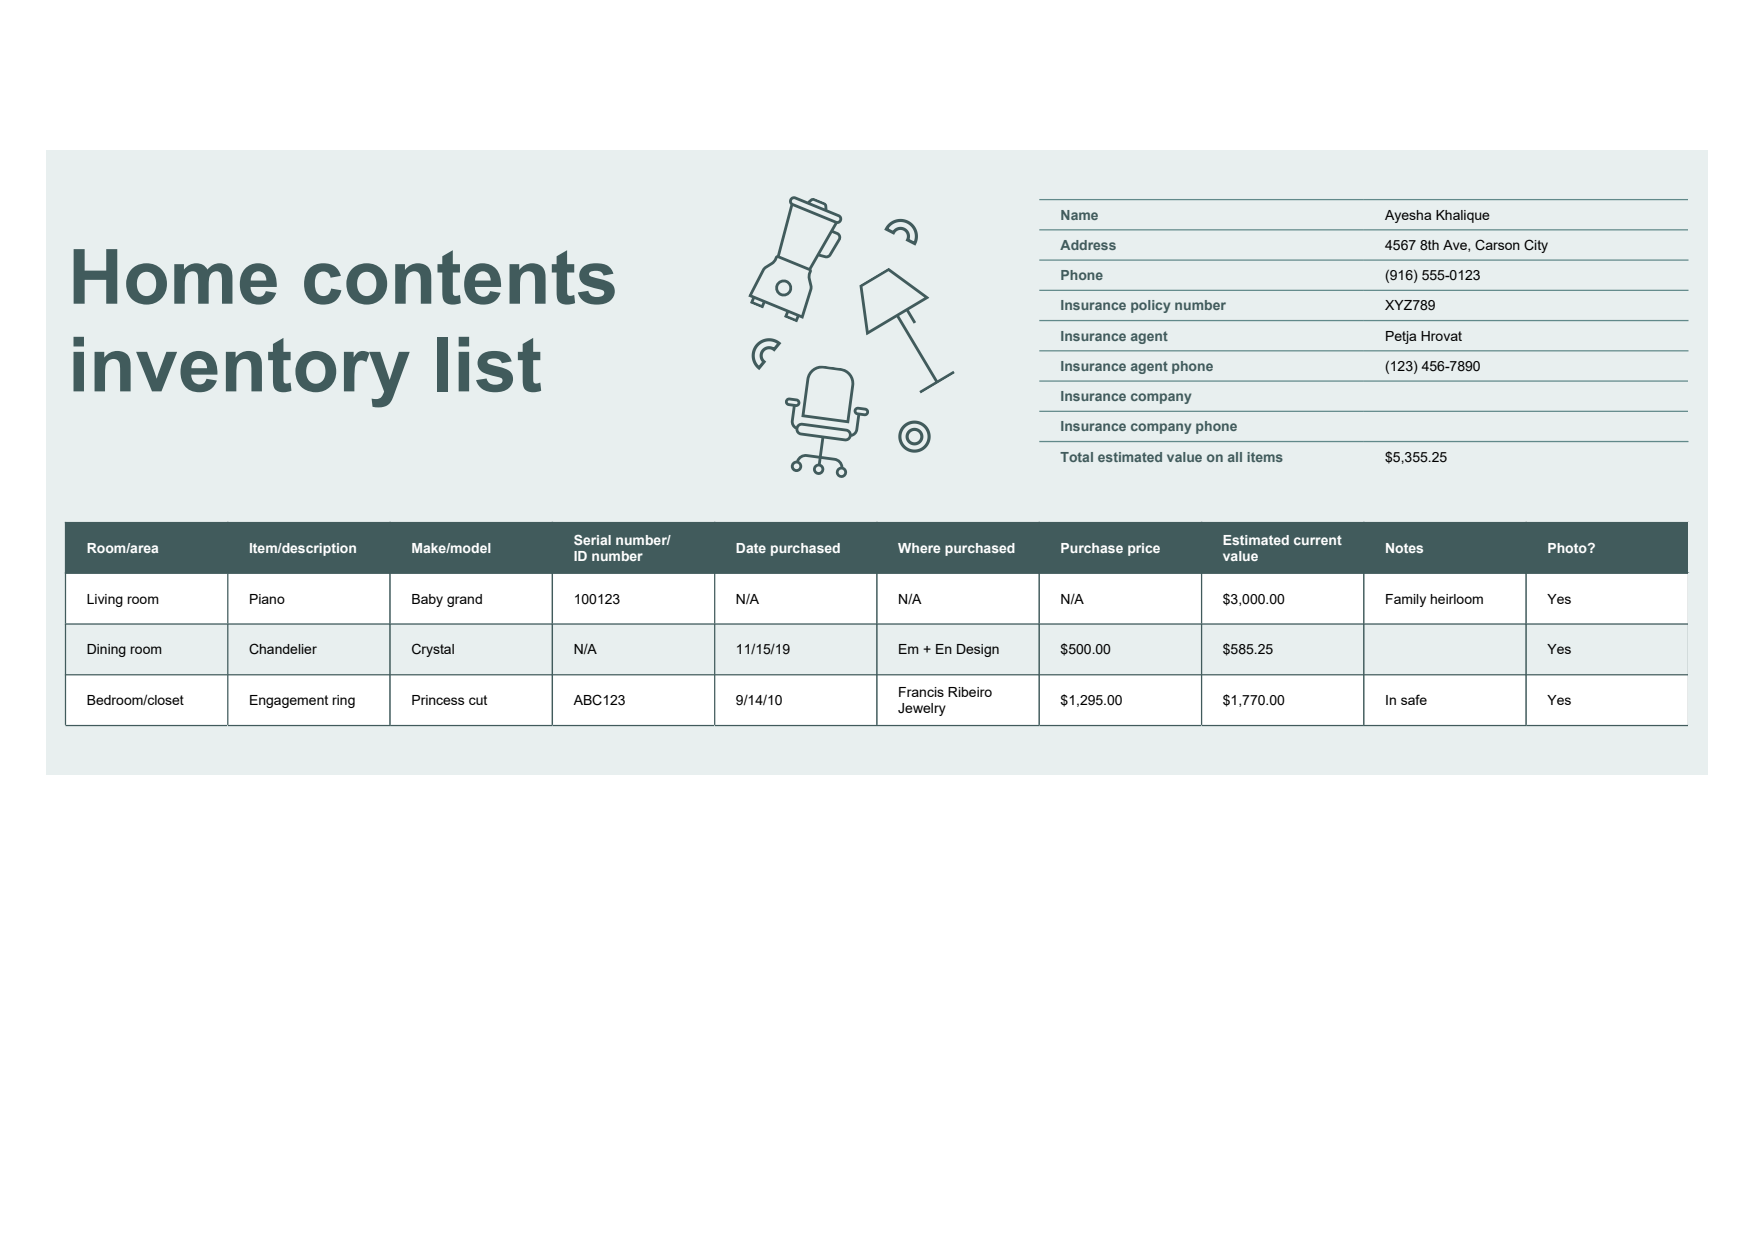 Home contents
inventory list
Name Ayesha Khalique
Address 4567 8th Ave, Carson City
Phone (916) 555-0123
Insurance policy number XYZ789
Insurance agent Petja Hrovat
Insurance agent phone (123) 456-7890
Insurance company
Insurance company phone
Total estimated value on all items $5,355.25
Room/area Item/description Make/model Serial number/ ID number Date purchased Where purchased Purchase price Estimated current value Notes Photo?
Living room Piano Baby grand 100123 N/A N/A N/A $3,000.00 Family heirloom Yes
Dining room Chandelier Crystal N/A 11/15/19 Em + En Design $500.00 $585.25 Yes
Bedroom/closet Engagement ring Princess cut ABC123 9/14/10 Francis Ribeiro Jewelry $1,295.00 $1,770.00 In safe Yes